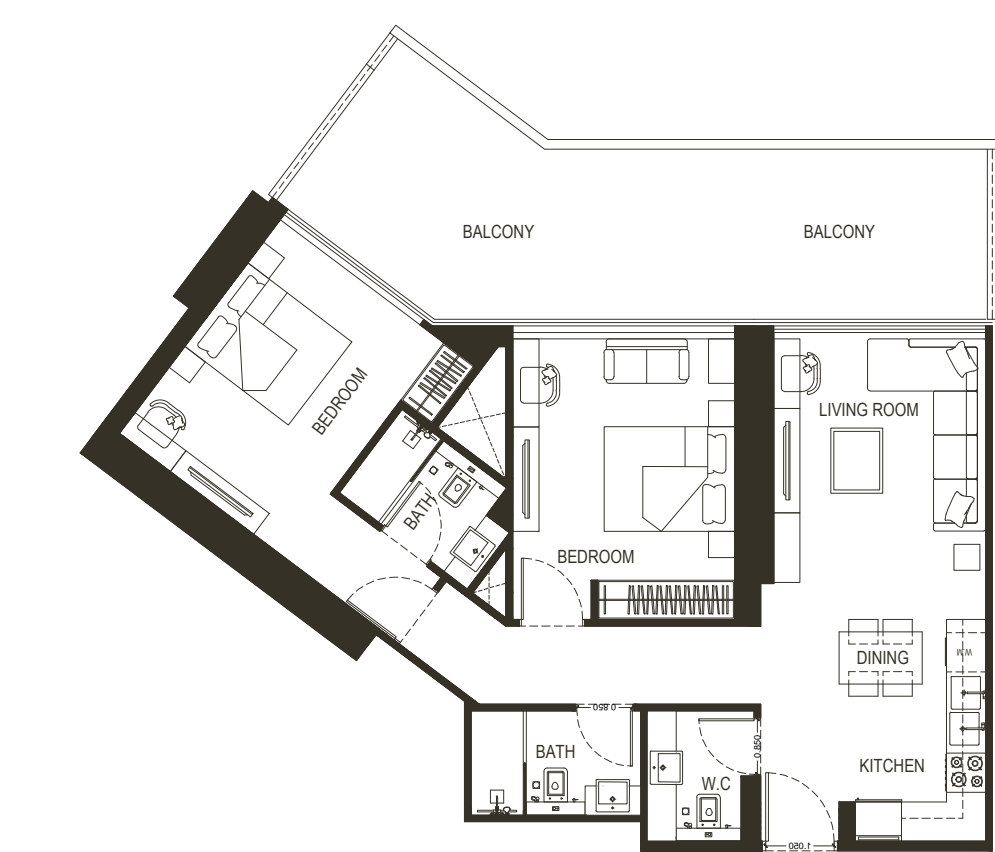 BALCONY
BALCONY
BEDROOM
LIVING ROOM
BATH
BEDROOM
DINING
W.M
0.850
0.850
BATH
KITCHEN
W.C
1.050